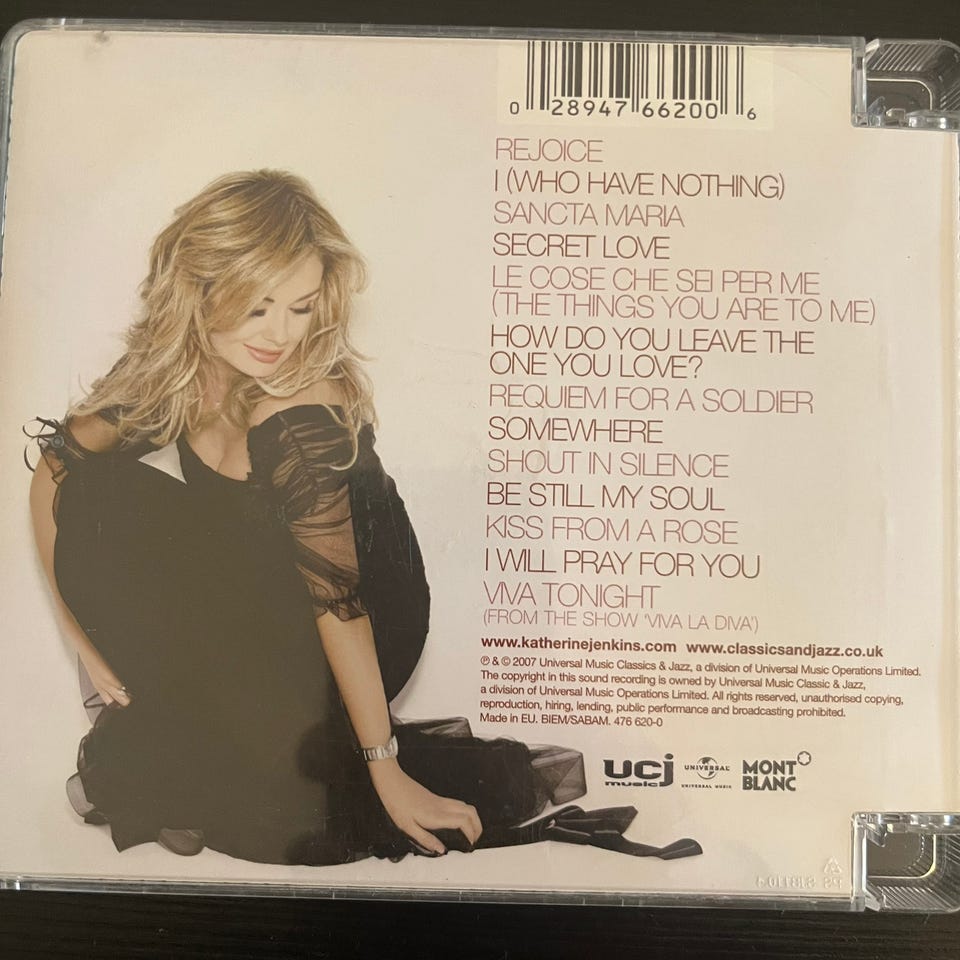 0 28947 66200 6
REJOICE
I (WHO HAVE NOTHING)
SANCTA MARIA
SECRET LOVE
LE COSE CHE SEI PER ME
(THE THINGS YOU ARE TO ME)
HOW DO YOU LEAVE THE
ONE YOU LOVE?
REQUIEM FOR A SOLDIER
SOMEWHERE
SHOUT IN SILENCE
BE STILL MY SOUL
KISS FROM A ROSE
I WILL PRAY FOR YOU
VIVA TONIGHT
(FROM THE SHOW 'VIVA LA DIVA')
www.katherinejenkins.com www.classicsandjazz.co.uk
℗ & © 2007 Universal Music Classics & Jazz, a division of Universal Music Operations Limited.
The copyright in this sound recording is owned by Universal Music Classic & Jazz,
a division of Universal Music Operations Limited. All rights reserved, unauthorised copying,
reproduction, hiring, lending, public performance and broadcasting prohibited.
Made in EU. BIEM/SABAM. 476 620-0
ucj
music
UNIVERSAL
UNIVERSAL MUSIC
MONT
BLANC